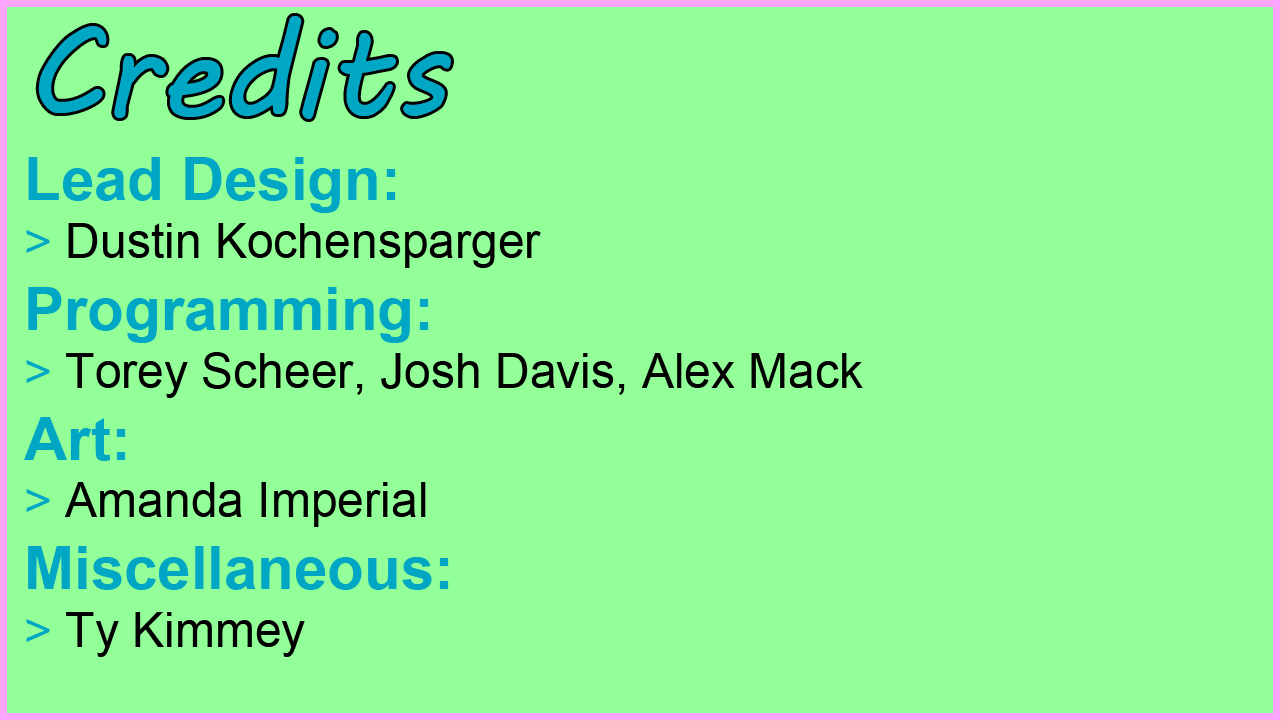 Credits
Lead Design:
> Dustin Kochensparger
Programming:
> Torey Scheer, Josh Davis, Alex Mack
Art:
> Amanda Imperial
Miscellaneous:
> Ty Kimmey